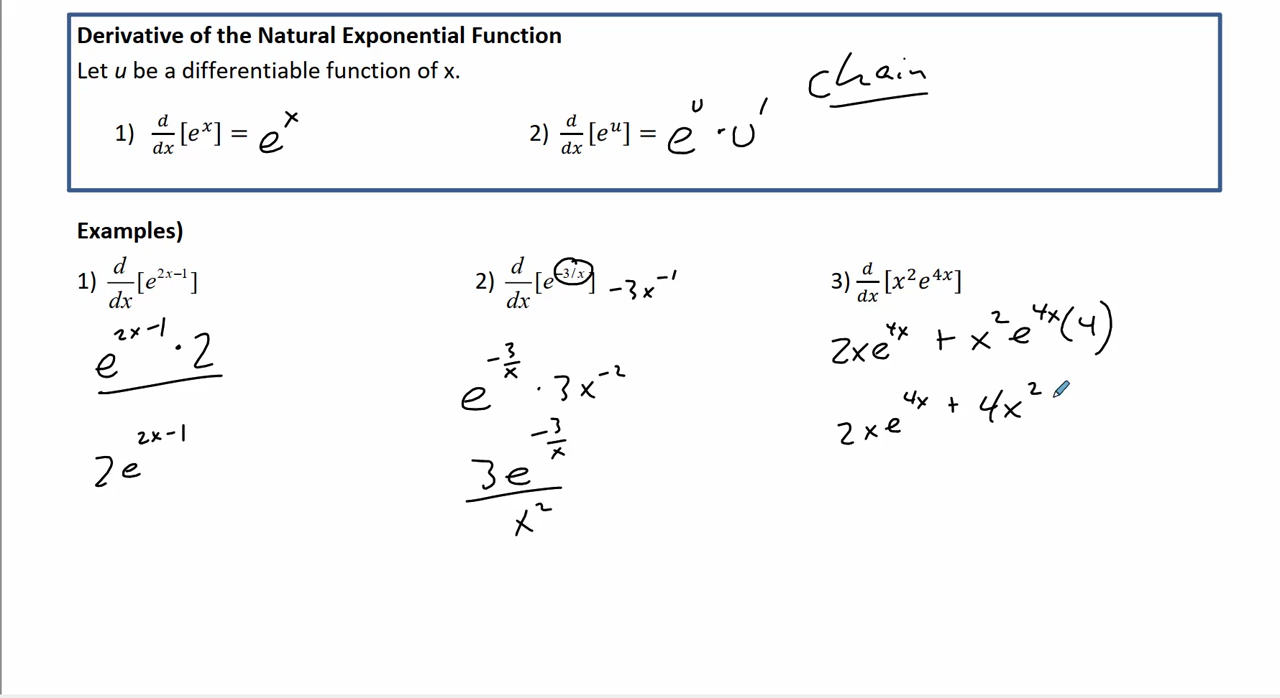 Derivative of the Natural Exponential Function
Let u be a differentiable function of x.
chain
1) d/dx [e^x] = e^x
2) d/dx [e^u] = e^u · u'
Examples)
1) d/dx [e^(2x−1)]
e^(2x−1) · 2
2e^(2x−1)
2) d/dx [e^(−3/x)] −3x^(−1)
e^(−3/x) · 3x^(−2)
3e^(−3/x) / x^2
3) d/dx [x^2 e^(4x)]
2xe^(4x) + x^2 e^(4x) (4)
2xe^(4x) + 4x^2